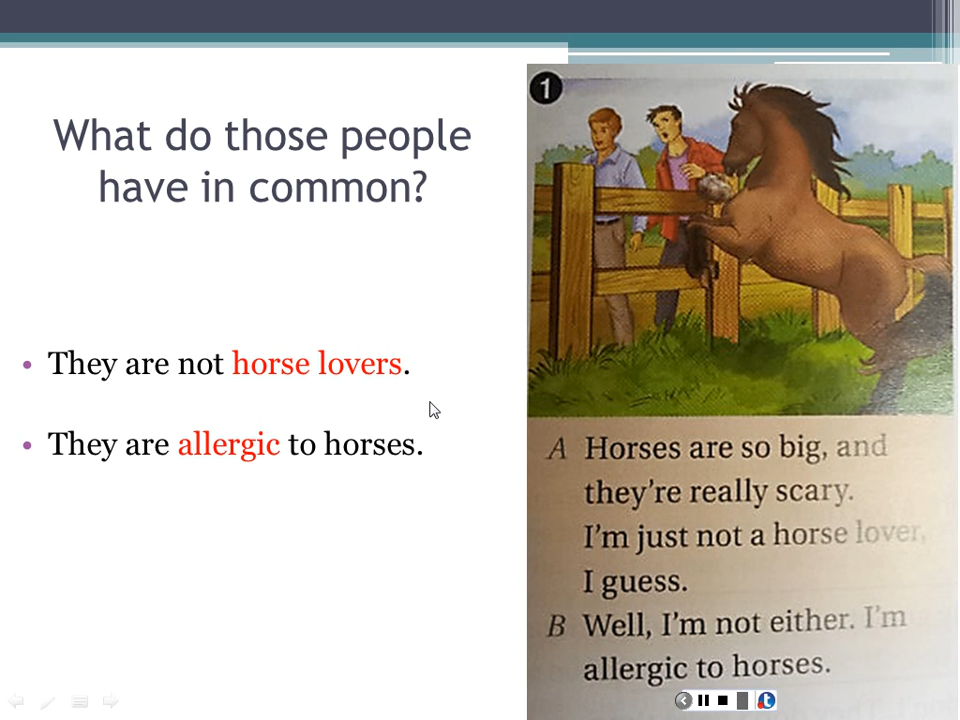 What do those people
have in common?
• They are not horse lovers.
• They are allergic to horses.
1
A Horses are so big, and
they're really scary.
I'm just not a horse lover,
I guess.
B Well, I'm not either. I'm
allergic to horses.